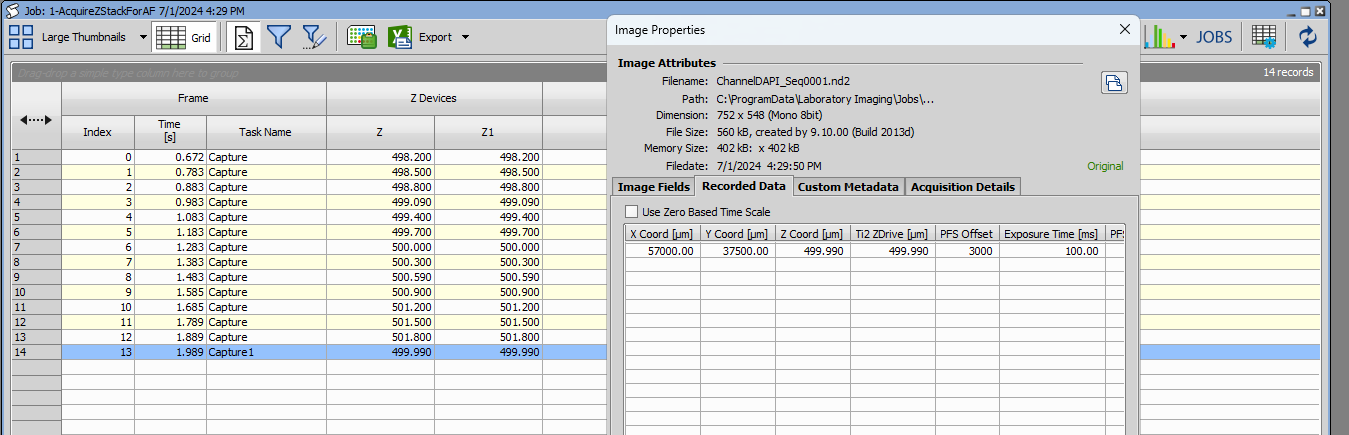 Job: 1-AcquireZStackForAF 7/1/2024 4:29 PM
Large Thumbnails Grid Export JOBS
Drag-drop a simple type column here to group 14 records
Frame Z Devices
Index Time [s] Task Name Z Z1
1 0 0.672 Capture 498.200 498.200
2 1 0.783 Capture 498.500 498.500
3 2 0.883 Capture 498.800 498.800
4 3 0.983 Capture 499.090 499.090
5 4 1.083 Capture 499.400 499.400
6 5 1.183 Capture 499.700 499.700
7 6 1.283 Capture 500.000 500.000
8 7 1.383 Capture 500.300 500.300
9 8 1.483 Capture 500.590 500.590
10 9 1.585 Capture 500.900 500.900
11 10 1.685 Capture 501.200 501.200
12 11 1.789 Capture 501.500 501.500
13 12 1.889 Capture 501.800 501.800
14 13 1.989 Capture1 499.990 499.990
Image Properties
Image Attributes
Filename: ChannelDAPI_Seq0001.nd2
Path: C:\ProgramData\Laboratory Imaging\Jobs\...
Dimension: 752 x 548 (Mono 8bit)
File Size: 560 kB, created by 9.10.00 (Build 2013d)
Memory Size: 402 kB: x 402 kB
Filedate: 7/1/2024 4:29:50 PM Original
Image Fields Recorded Data Custom Metadata Acquisition Details
Use Zero Based Time Scale
X Coord [µm] Y Coord [µm] Z Coord [µm] Ti2 ZDrive [µm] PFS Offset Exposure Time [ms] PFS
57000.00 37500.00 499.990 499.990 3000 100.00